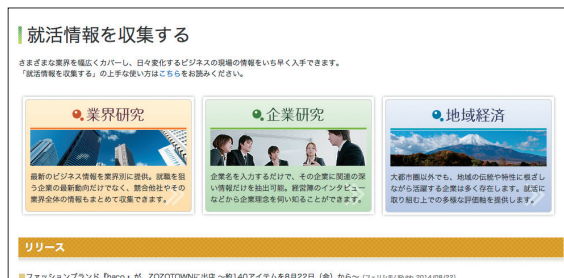 就活情報を収集する
さまざまな業界を幅広くカバーし、日々変化するビジネスの現場の情報をいち早く入手できます。
「就活情報を収集する」の上手な使い方はこちらをお読みください。
業界研究
最新のビジネス情報を業界別に提供。就職を狙
う企業の最新動向だけでなく、競合他社やその
業界全体の情報もまとめて収集できます。
企業研究
企業名を入力するだけで、その企業に関連の深
い情報だけを抽出可能。経営陣のインタビュー
などから企業理念を伺い知ることができます。
地域経済
大都市圏以外でも、地域の伝統や特性に根ざし
ながら活躍する企業は多く存在します。就活に
取り組む上での多様な評価軸を提供します。
リリース
ファッションブランド『haco.』が、ZOZOTOWNに出店 ～約140アイテムを8月22日（金）から～